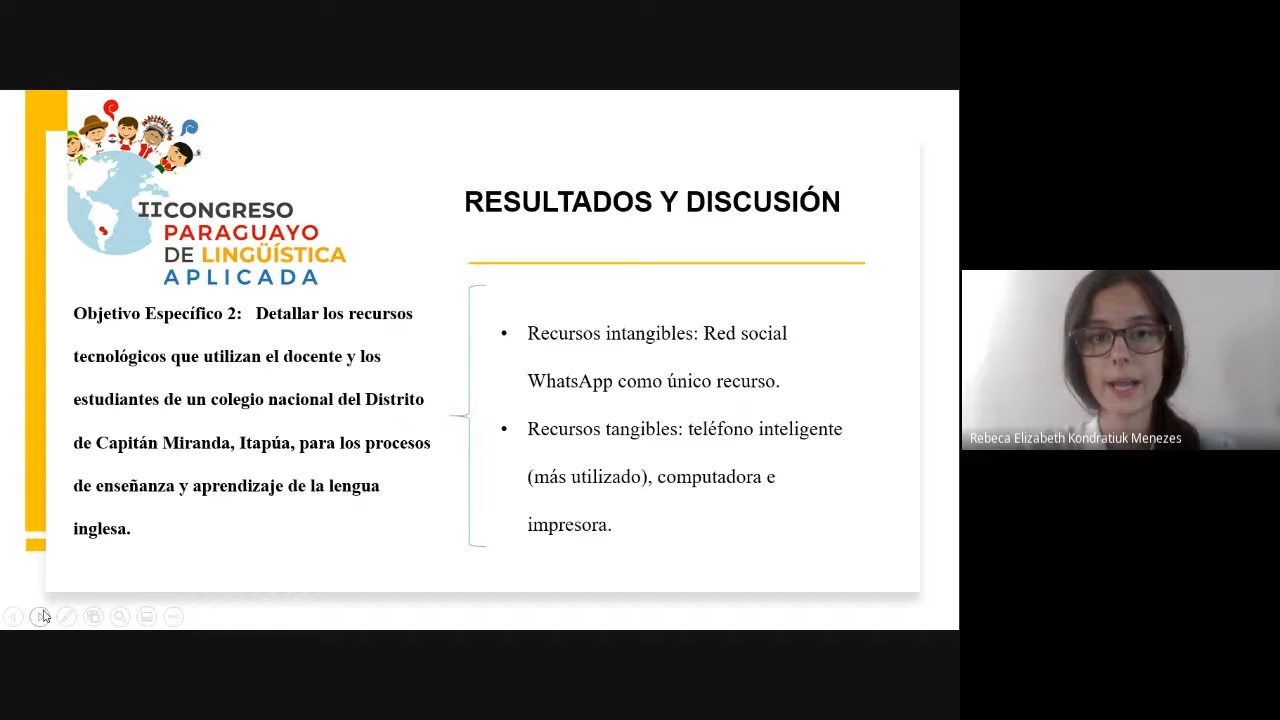 II CONGRESO
PARAGUAYO
DE LINGÜÍSTICA
APLICADA
RESULTADOS Y DISCUSIÓN
Objetivo Específico 2: Detallar los recursos
tecnológicos que utilizan el docente y los
estudiantes de un colegio nacional del Distrito
de Capitán Miranda, Itapúa, para los procesos
de enseñanza y aprendizaje de la lengua
inglesa.
• Recursos intangibles: Red social
WhatsApp como único recurso.
• Recursos tangibles: teléfono inteligente
(más utilizado), computadora e
impresora.
Rebeca Elizabeth Kondratiuk Menezes